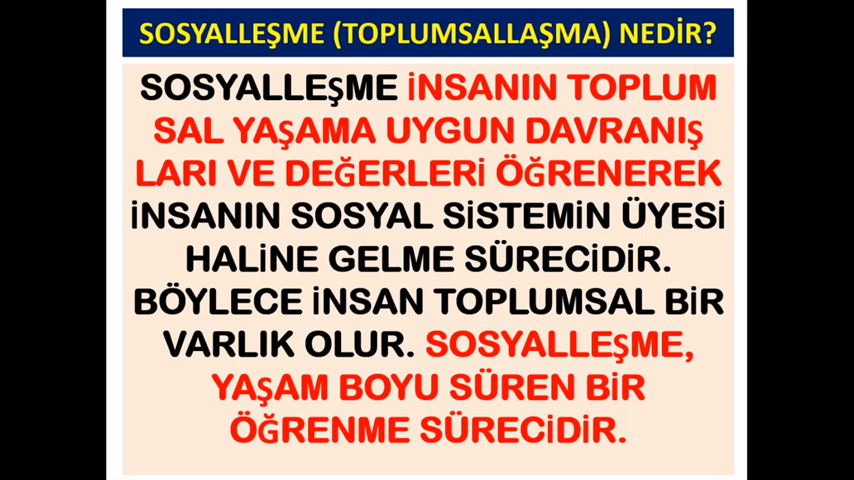 SOSYALLEŞME (TOPLUMSALLAŞMA) NEDİR?
SOSYALLEŞME İNSANIN TOPLUM
SAL YAŞAMA UYGUN DAVRANIŞ
LARI VE DEĞERLERİ ÖĞRENEREK
İNSANIN SOSYAL SİSTEMİN ÜYESİ
HALİNE GELME SÜRECİDİR.
BÖYLECE İNSAN TOPLUMSAL BİR
VARLIK OLUR. SOSYALLEŞME,
YAŞAM BOYU SÜREN BİR
ÖĞRENME SÜRECİDİR.